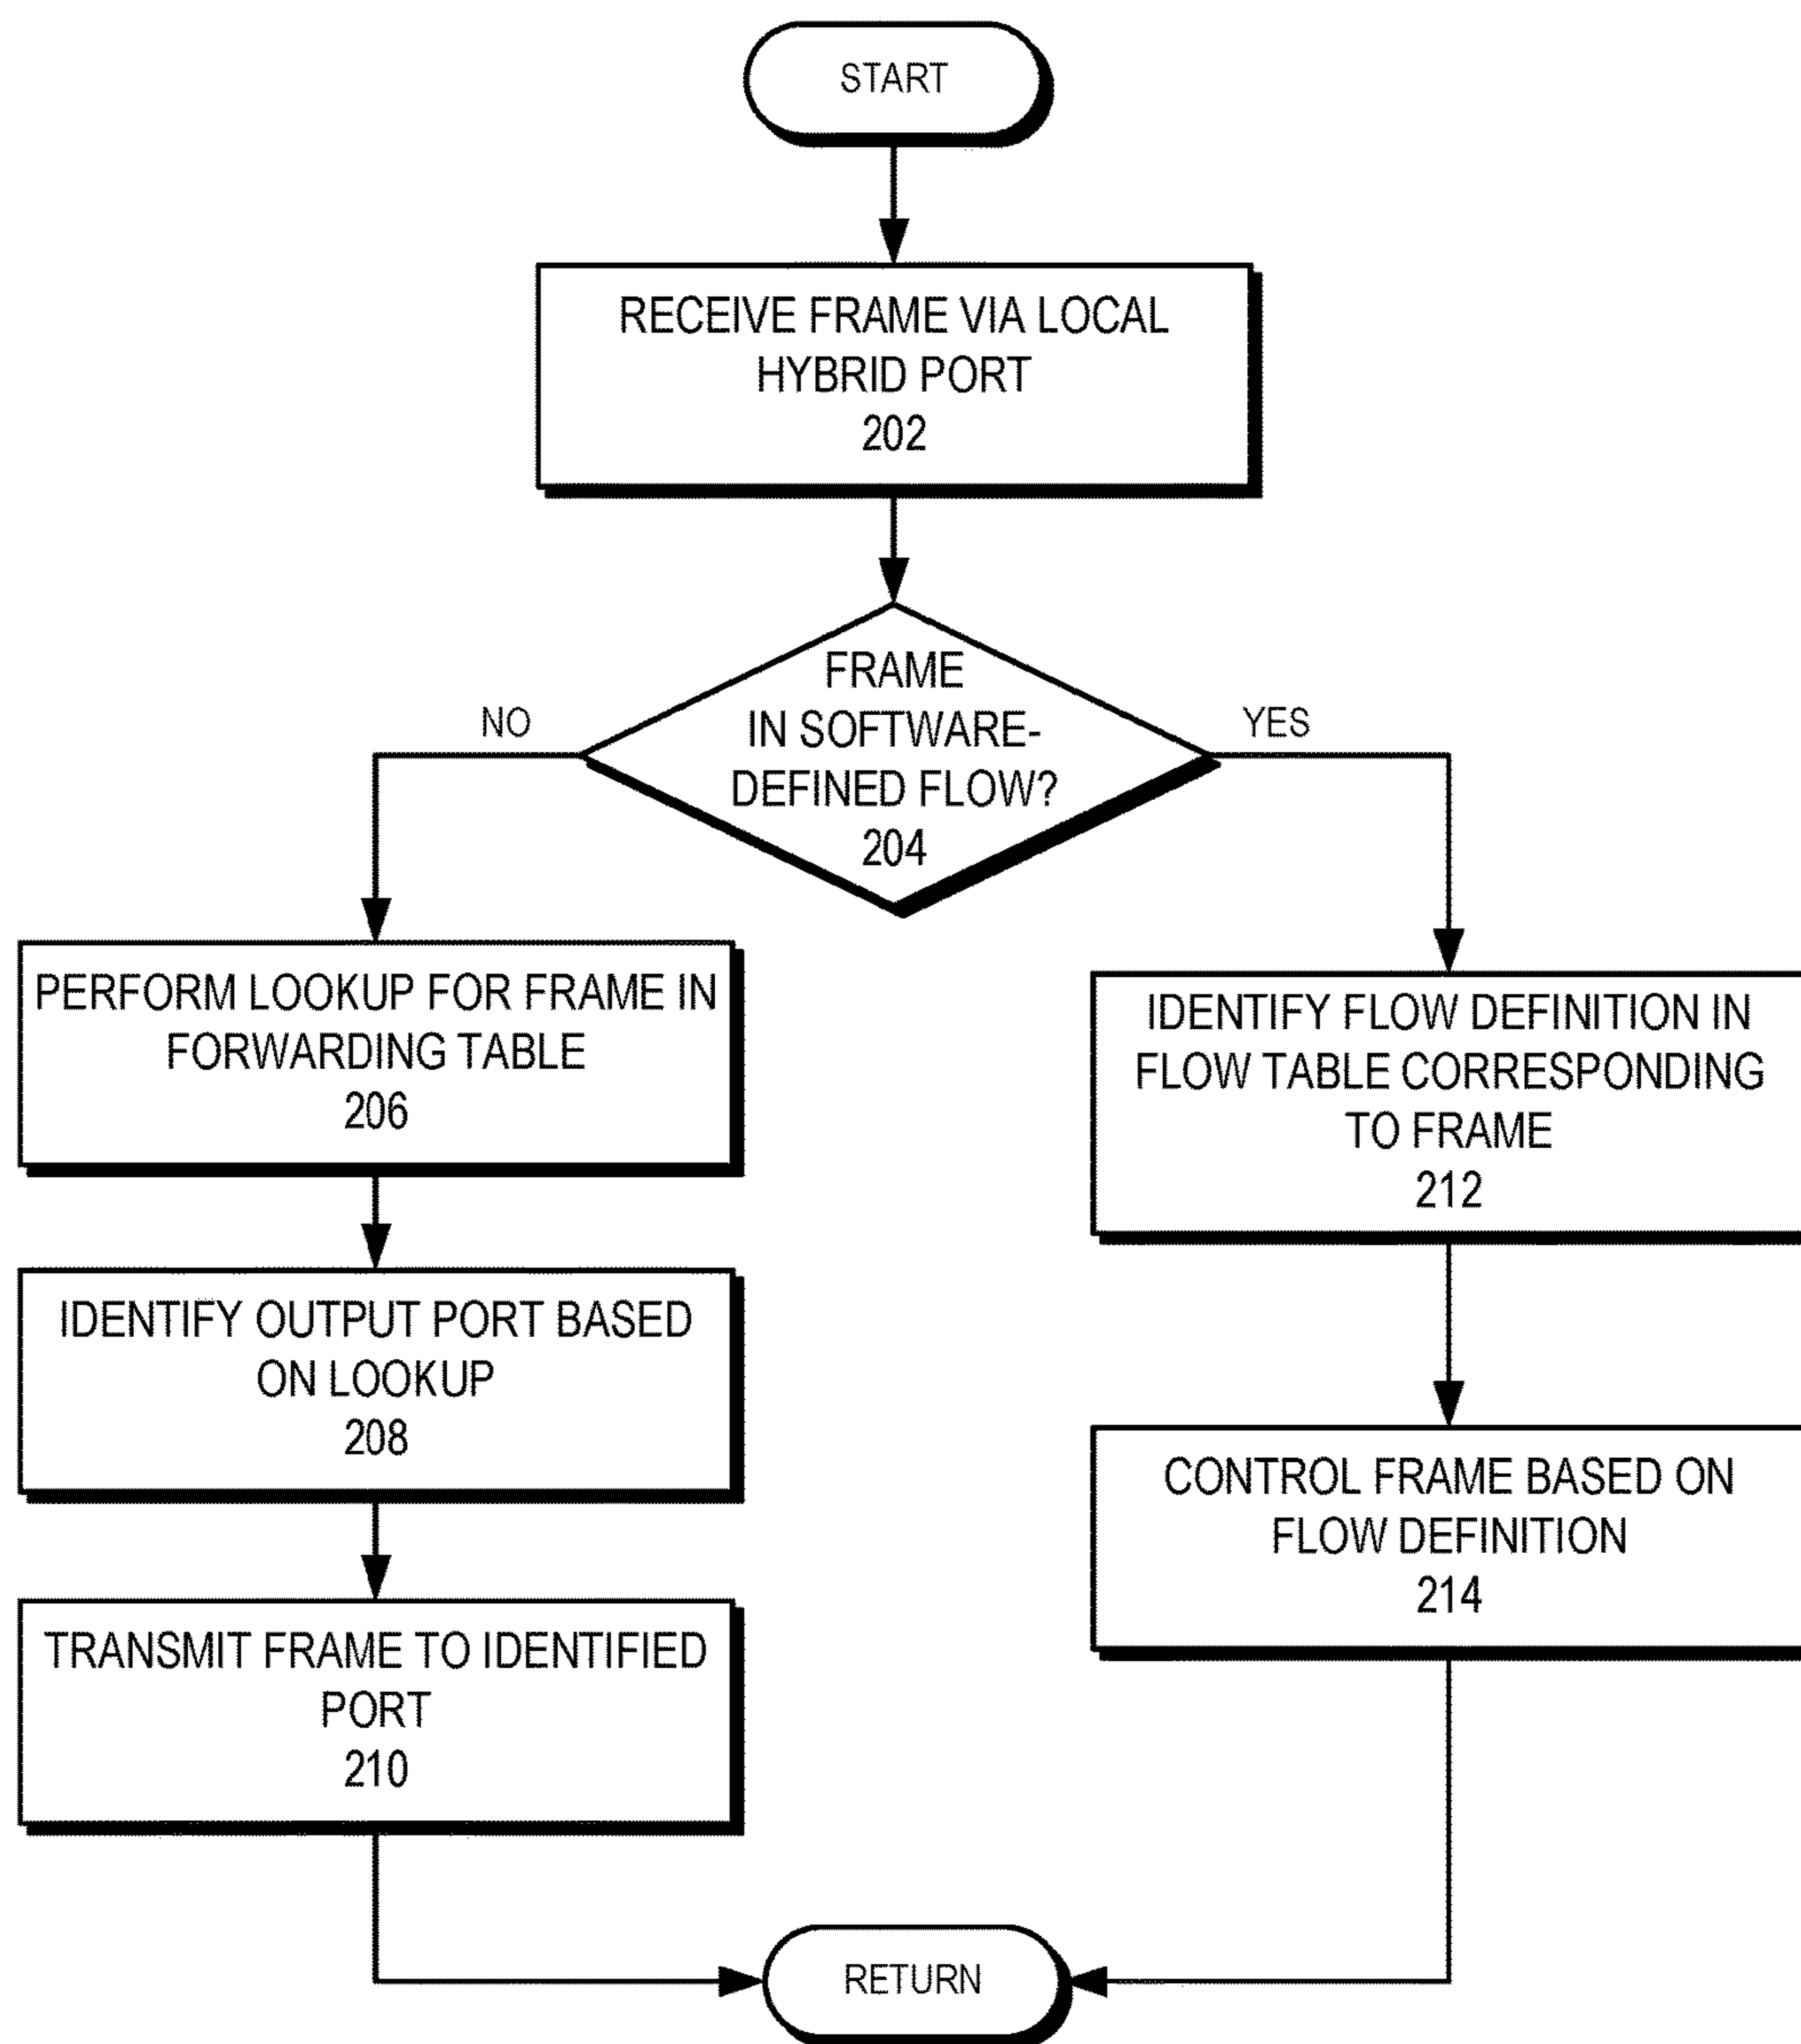 START
RECEIVE FRAME VIA LOCAL
HYBRID PORT
202
FRAME
IN SOFTWARE-
DEFINED FLOW?
204
NO
YES
PERFORM LOOKUP FOR FRAME IN
FORWARDING TABLE
206
IDENTIFY OUTPUT PORT BASED
ON LOOKUP
208
TRANSMIT FRAME TO IDENTIFIED
PORT
210
IDENTIFY FLOW DEFINITION IN
FLOW TABLE CORRESPONDING
TO FRAME
212
CONTROL FRAME BASED ON
FLOW DEFINITION
214
RETURN